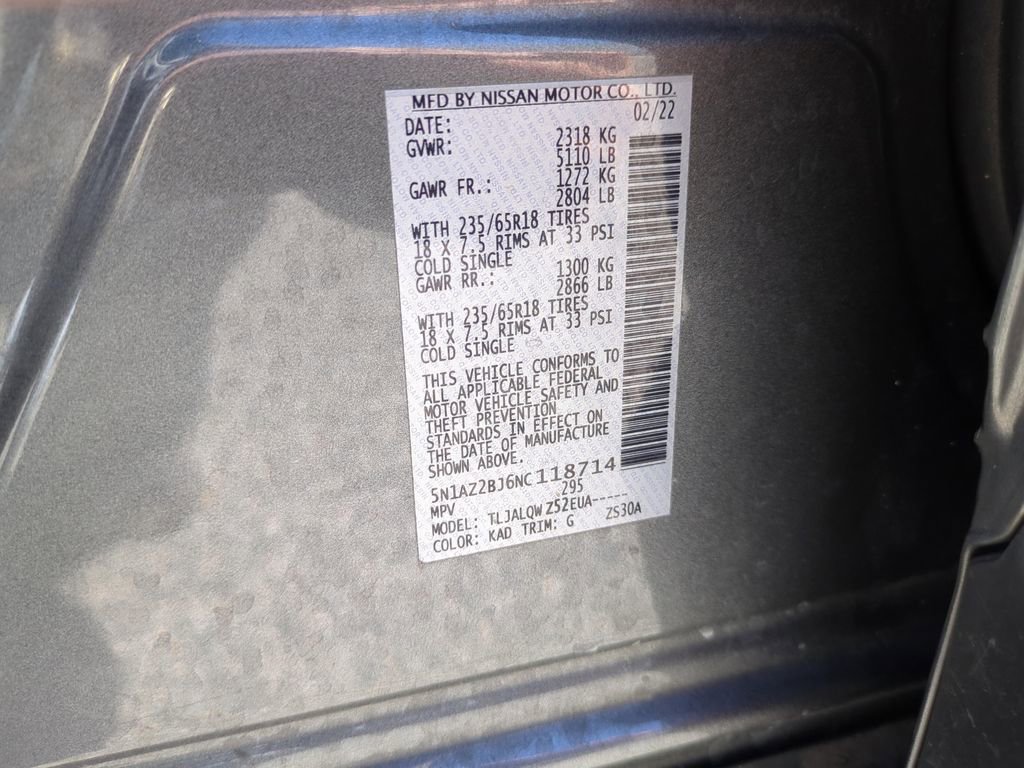 MFD BY NISSAN MOTOR CO., LTD.
DATE: 02/22
GVWR: 2318 KG
5110 LB
GAWR FR.: 1272 KG
2804 LB
WITH 235/65R18 TIRES
18 X 7.5 RIMS AT 33 PSI
COLD SINGLE
GAWR RR.: 1300 KG
2866 LB
WITH 235/65R18 TIRES
18 X 7.5 RIMS AT 33 PSI
COLD SINGLE
THIS VEHICLE CONFORMS TO
ALL APPLICABLE FEDERAL
MOTOR VEHICLE SAFETY AND
THEFT PREVENTION
STANDARDS IN EFFECT ON
THE DATE OF MANUFACTURE
SHOWN ABOVE.
5N1AZ2BJ6NC118714
MPV 295
MODEL: TLJALQWZ52EUA-----
COLOR: KAD TRIM: G ZS30A